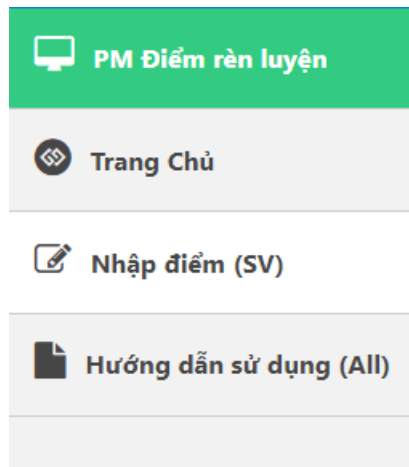 PM Điểm rèn luyện
Trang Chủ
Nhập điểm (SV)
Hướng dẫn sử dụng (All)